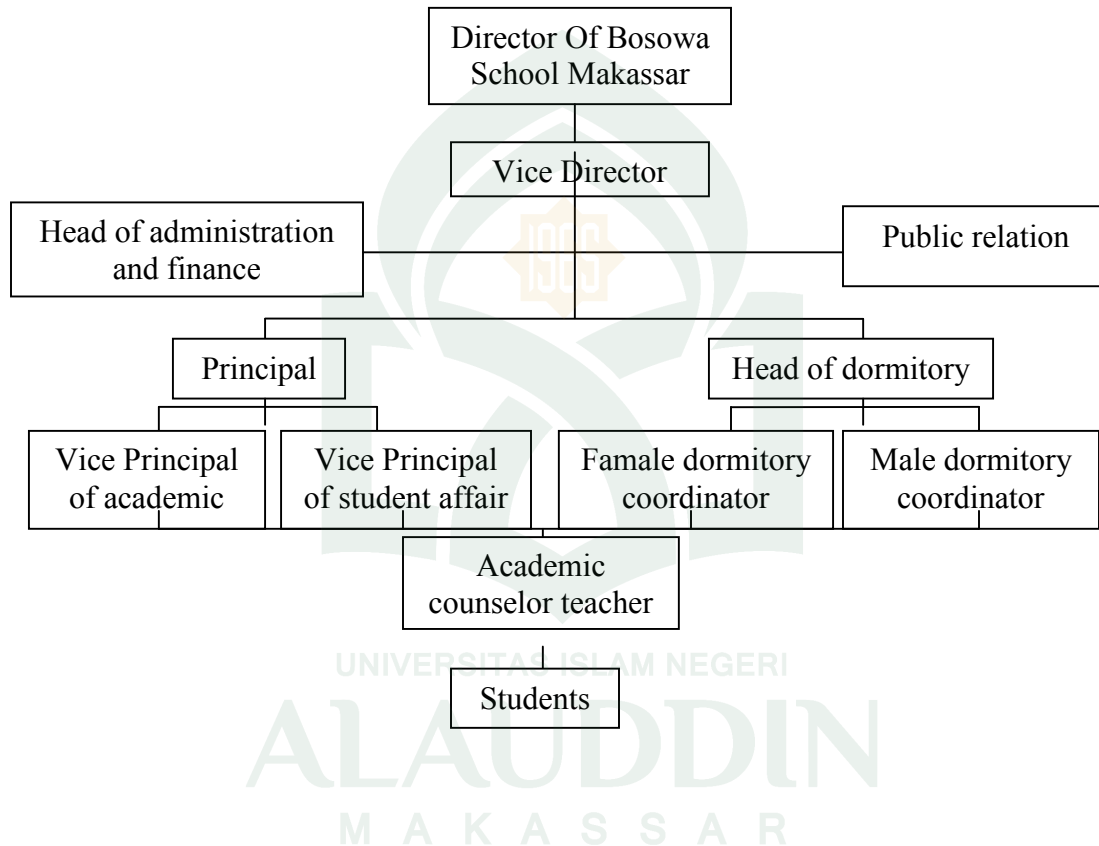 Director Of Bosowa
School Makassar
Vice Director
Head of administration
and finance
Public relation
1965
Principal
Head of dormitory
Vice Principal
of academic
Vice Principal
of student affair
Famale dormitory
coordinator
Male dormitory
coordinator
Academic
counselor teacher
Students
UNIVERSITAS ISLAM NEGERI
ALAUDDIN
MAKASSAR